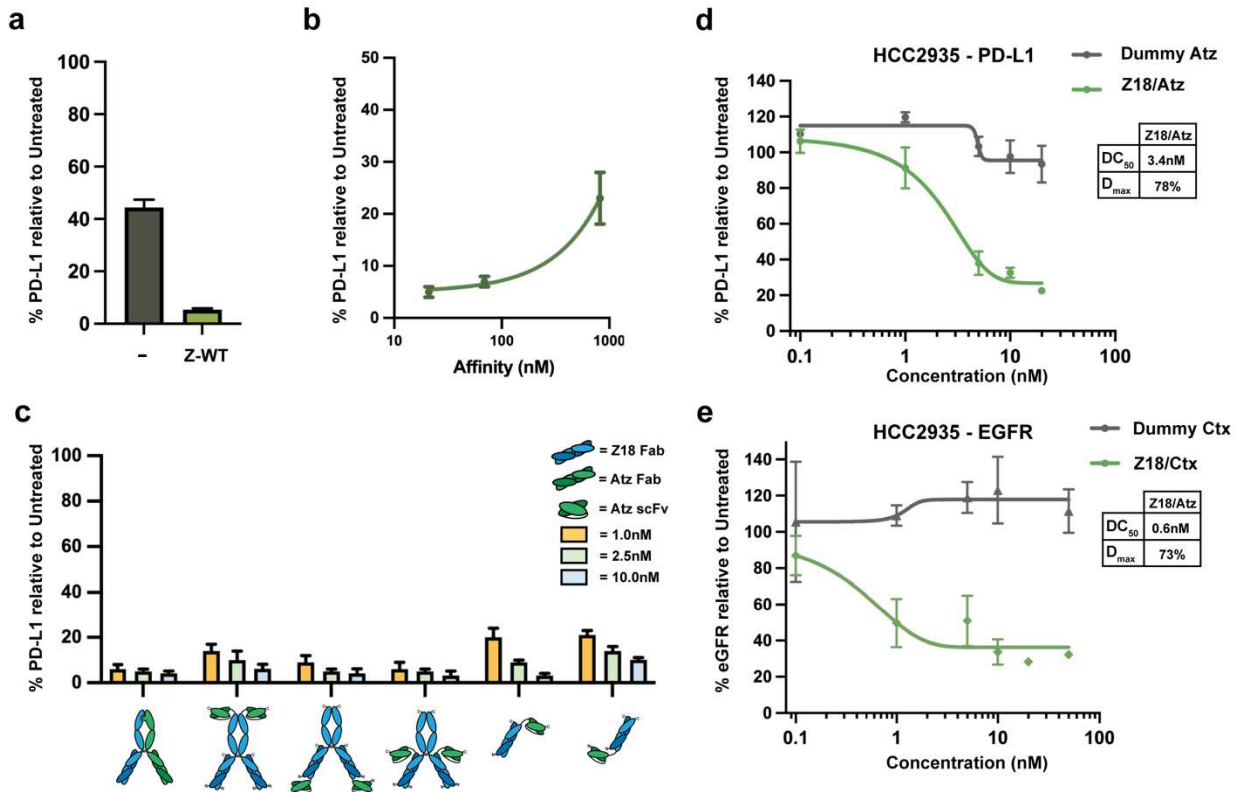 a
% PD-L1 relative to Untreated
100
80
60
40
20
0
–
Z-WT
b
% PD-L1 relative to Untreated
50
40
30
20
10
0
10
100
1000
Affinity (nM)
c
% PD-L1 relative to Untreated
100
80
60
40
20
0
= Z18 Fab
= Atz Fab
= Atz scFv
= 1.0nM
= 2.5nM
= 10.0nM
d
HCC2935 - PD-L1
Dummy Atz
Z18/Atz
% PD-L1 relative to Untreated
140
120
100
80
60
40
20
0
0.1
1
10
Concentration (nM)
Z18/Atz
DC50 3.4nM
Dmax 78%
e
HCC2935 - EGFR
Dummy Ctx
Z18/Ctx
% eGFR relative to Untreated
140
120
100
80
60
40
20
0
0.1
1
10
100
Concentration (nM)
Z18/Atz
DC50 0.6nM
Dmax 73%